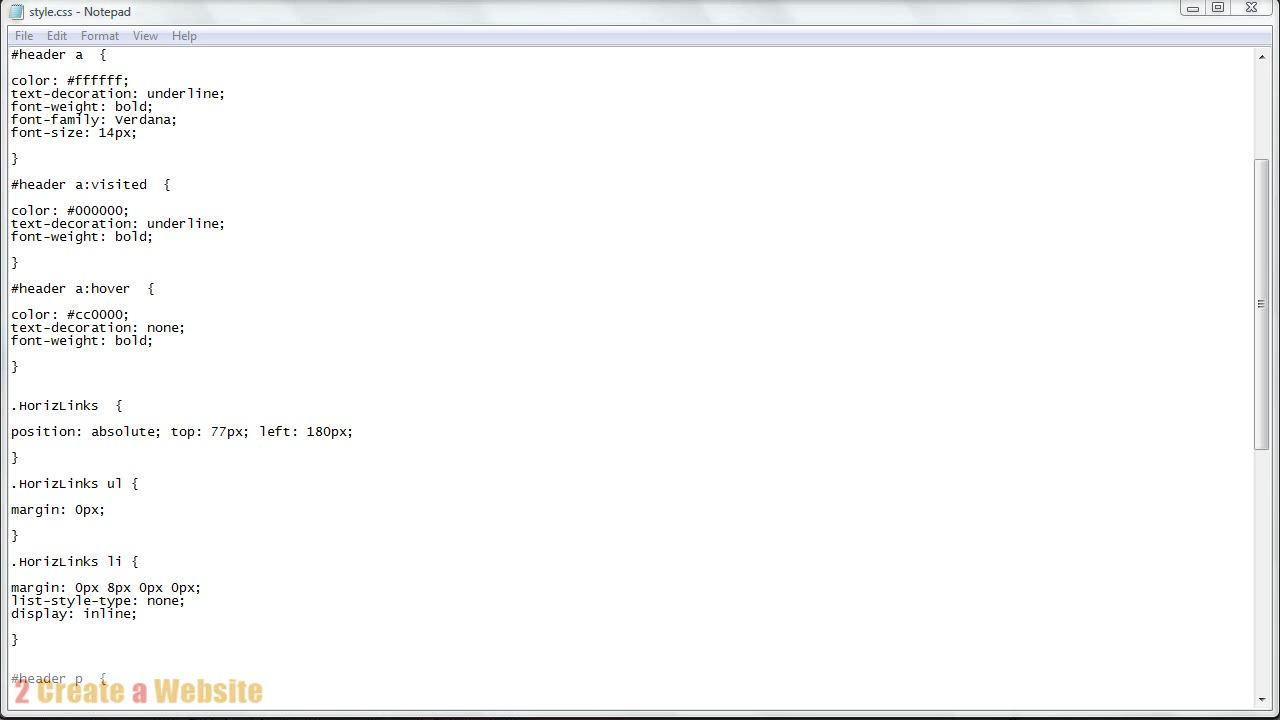 style.css - Notepad
File Edit Format View Help
#header a  {
color: #ffffff;
text-decoration: underline;
font-weight: bold;
font-family: Verdana;
font-size: 14px;
}
#header a:visited  {
color: #000000;
text-decoration: underline;
font-weight: bold;
}
#header a:hover  {
color: #cc0000;
text-decoration: none;
font-weight: bold;
}
.HorizLinks  {
position: absolute; top: 77px; left: 180px;
}
.HorizLinks ul {
margin: 0px;
}
.HorizLinks li {
margin: 0px 8px 0px 0px;
list-style-type: none;
display: inline;
}
#header p  {
2 Create a Website